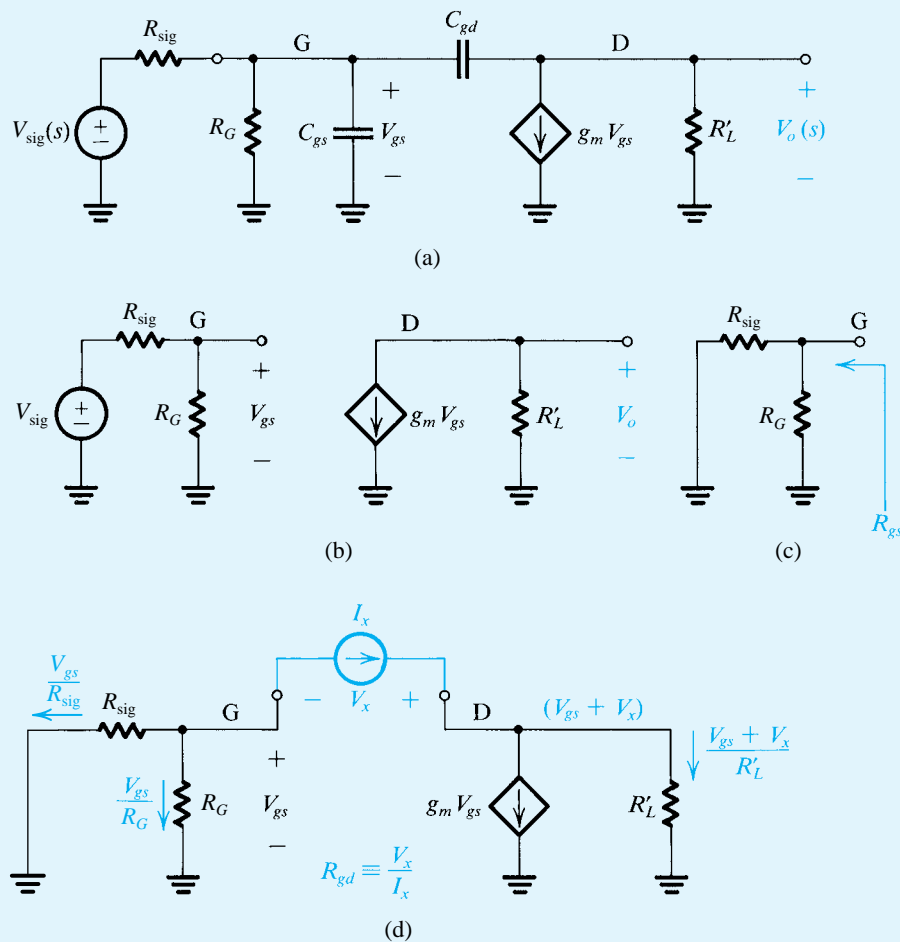 C_gd
R_sig G D
V_sig(s) + − R_G C_gs + V_gs − g_m V_gs R′_L + V_o(s) −
(a)
R_sig G D R_sig G
V_sig + − R_G + V_gs − g_m V_gs R′_L + V_o − R_G
R_gs
(b) (c)
I_x
− V_x +
V_gs / R_sig R_sig G D (V_gs + V_x) (V_gs + V_x) / R′_L
V_gs / R_G R_G + V_gs − g_m V_gs R′_L
R_gd ≡ V_x / I_x
(d)